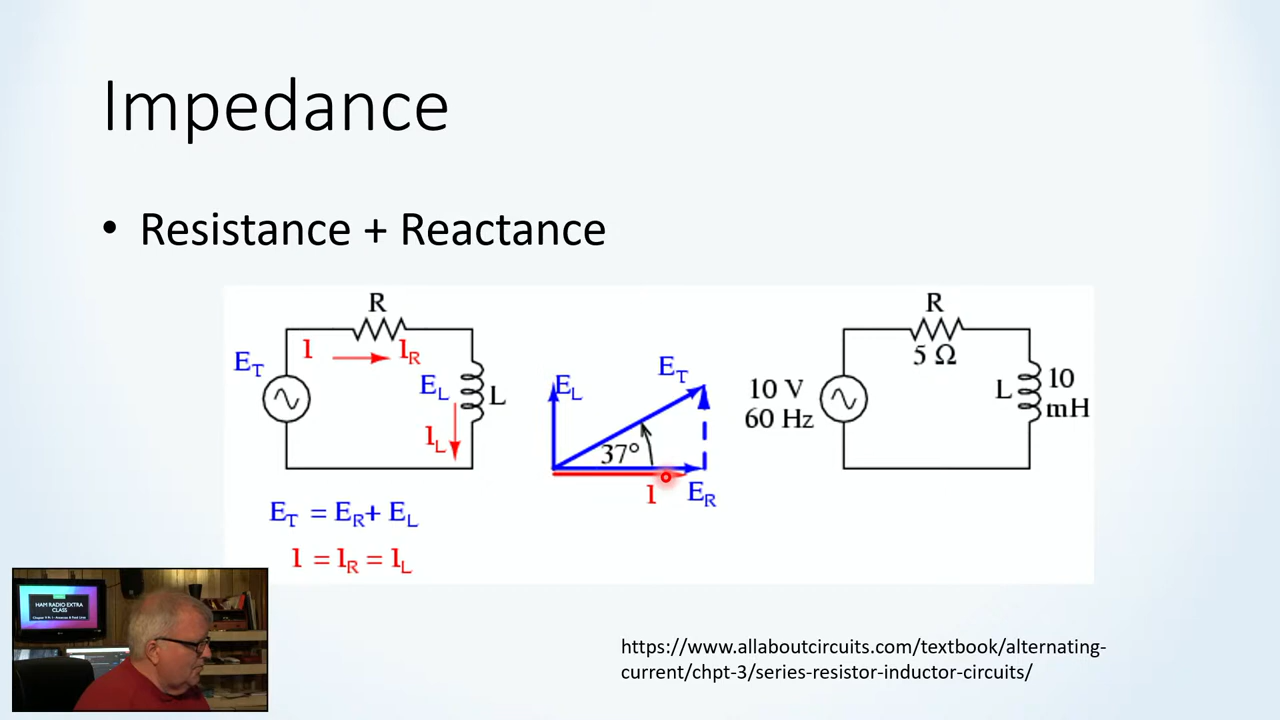 Impedance
• Resistance + Reactance
R
E_T
I
I_R
E_L
L
I_L
E_T = E_R + E_L
I = I_R = I_L
E_L
E_T
37°
I
E_R
R
5 Ω
10 V
60 Hz
L
10
mH
HAM RADIO EXTRA
CLASS
https://www.allaboutcircuits.com/textbook/alternating-
current/chpt-3/series-resistor-inductor-circuits/